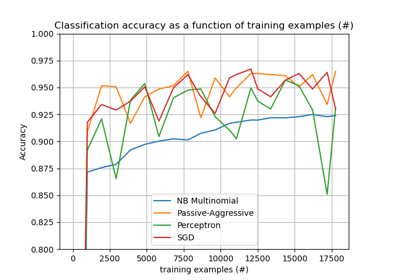 Classification accuracy as a function of training examples (#)
1.000
0.975
0.950
0.925
0.900
0.875
0.850
0.825
0.800
Accuracy
NB Multinomial
Passive-Aggressive
Perceptron
SGD
0 2500 5000 7500 10000 12500 15000 17500
training examples (#)